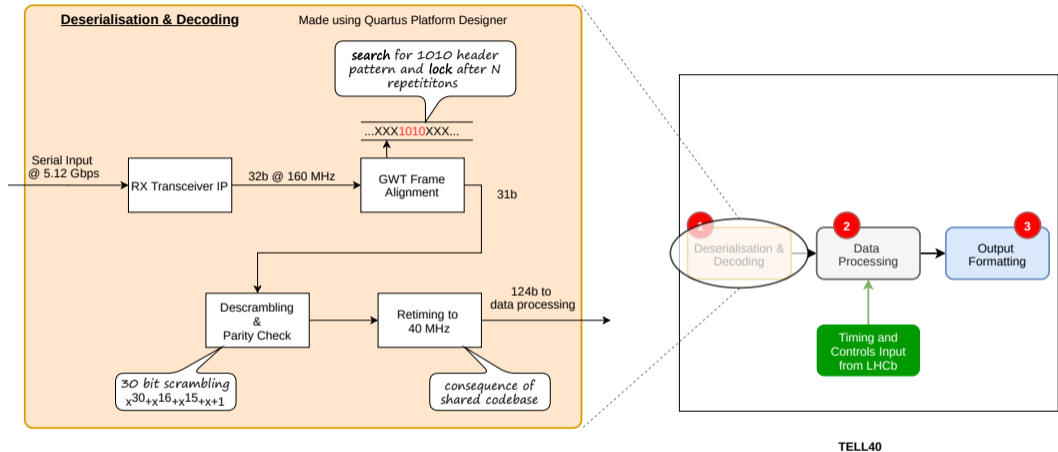 Deserialisation & Decoding
Made using Quartus Platform Designer
search for 1010 header
pattern and lock after N
repetititons
...XXX1010XXX...
Serial Input
@ 5.12 Gbps
RX Transceiver IP
32b @ 160 MHz
GWT Frame
Alignment
31b
Descrambling
&
Parity Check
Retiming to
40 MHz
124b to
data processing
30 bit scrambling
x30+x16+x15+x+1
consequence of
shared codebase
1
Deserialisation &
Decoding
2
Data
Processing
3
Output
Formatting
Timing and
Controls Input
from LHCb
TELL40